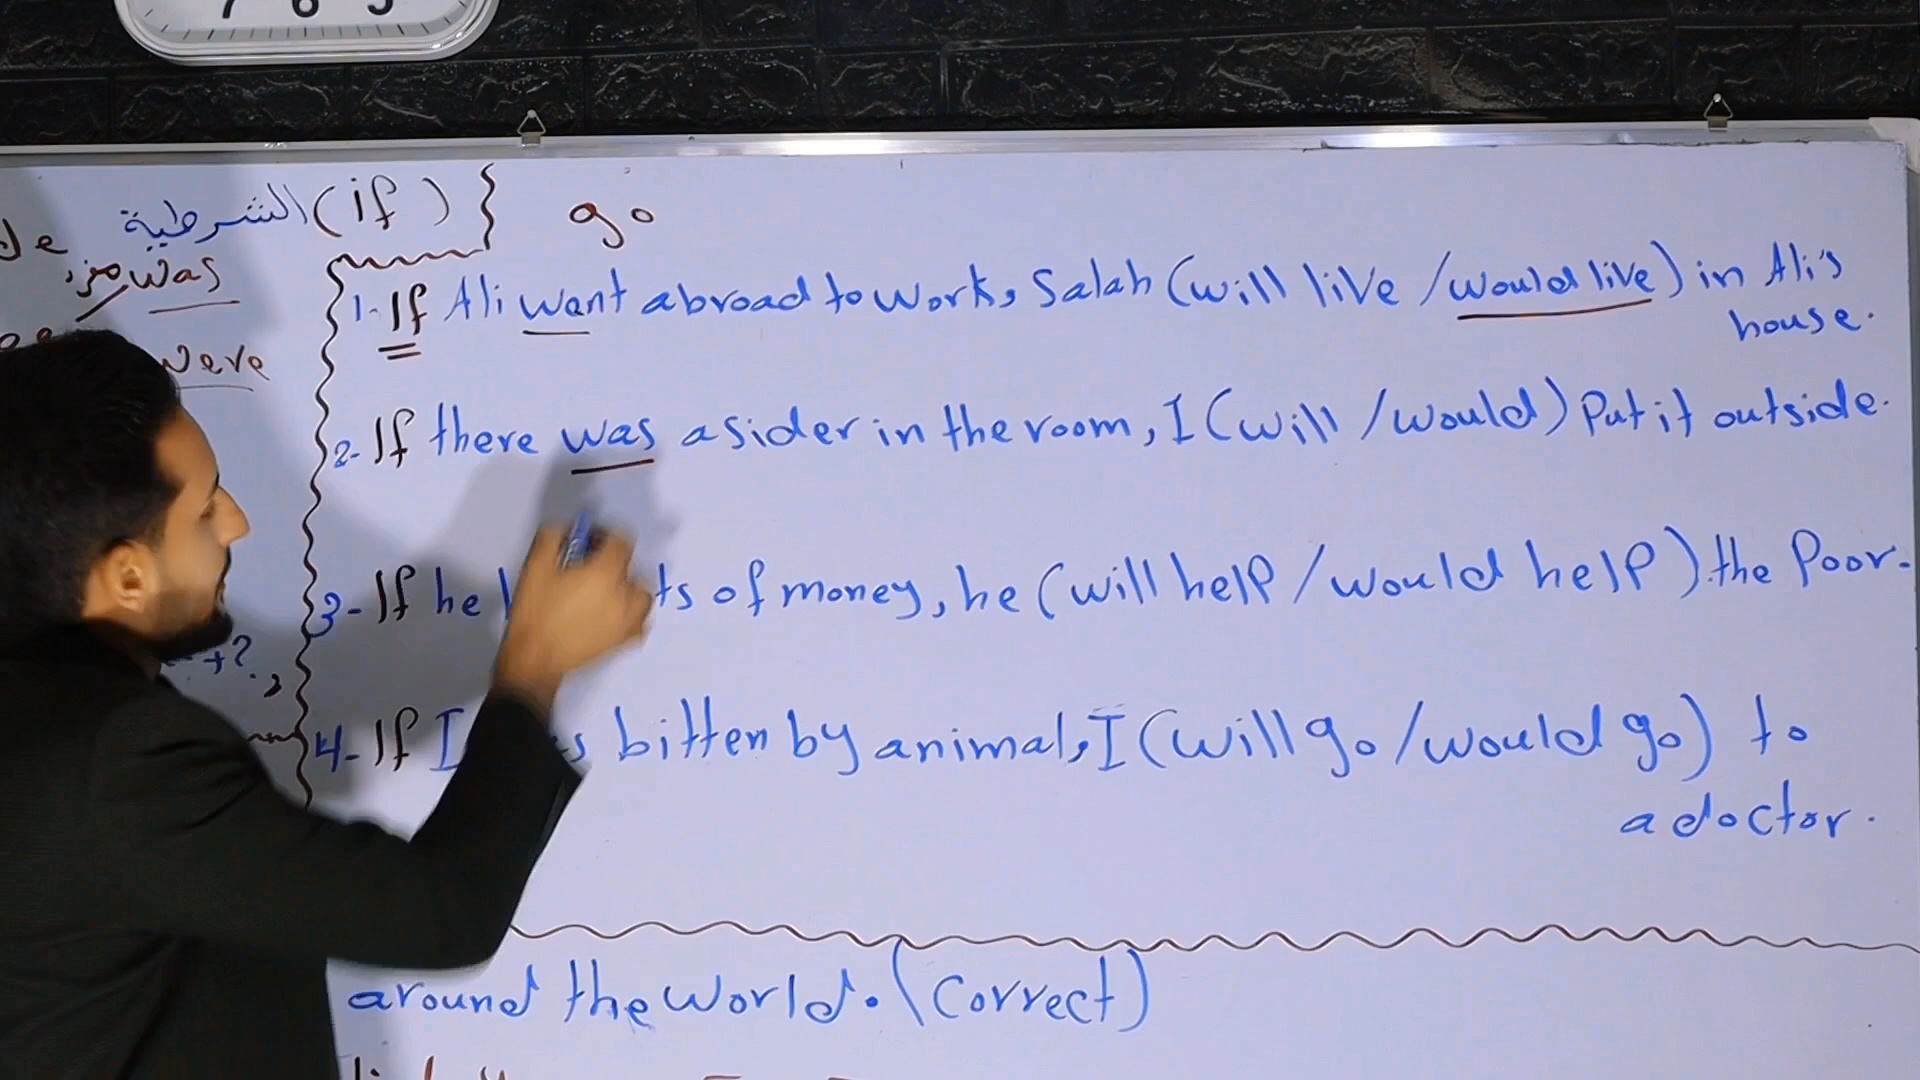 7 6 5
الشرطية (if)
go
was
were
1- If Ali want abroad to work, Salah (will live / would live) in Ali's
house.
2- If there was a sider in the room, I (will / would) Put it outside.
3- If he of money, he (will help / would help) the Poor.
4- If I bitten by animal, I (will go / would go) to
a doctor.
+?
around the world. (Correct)